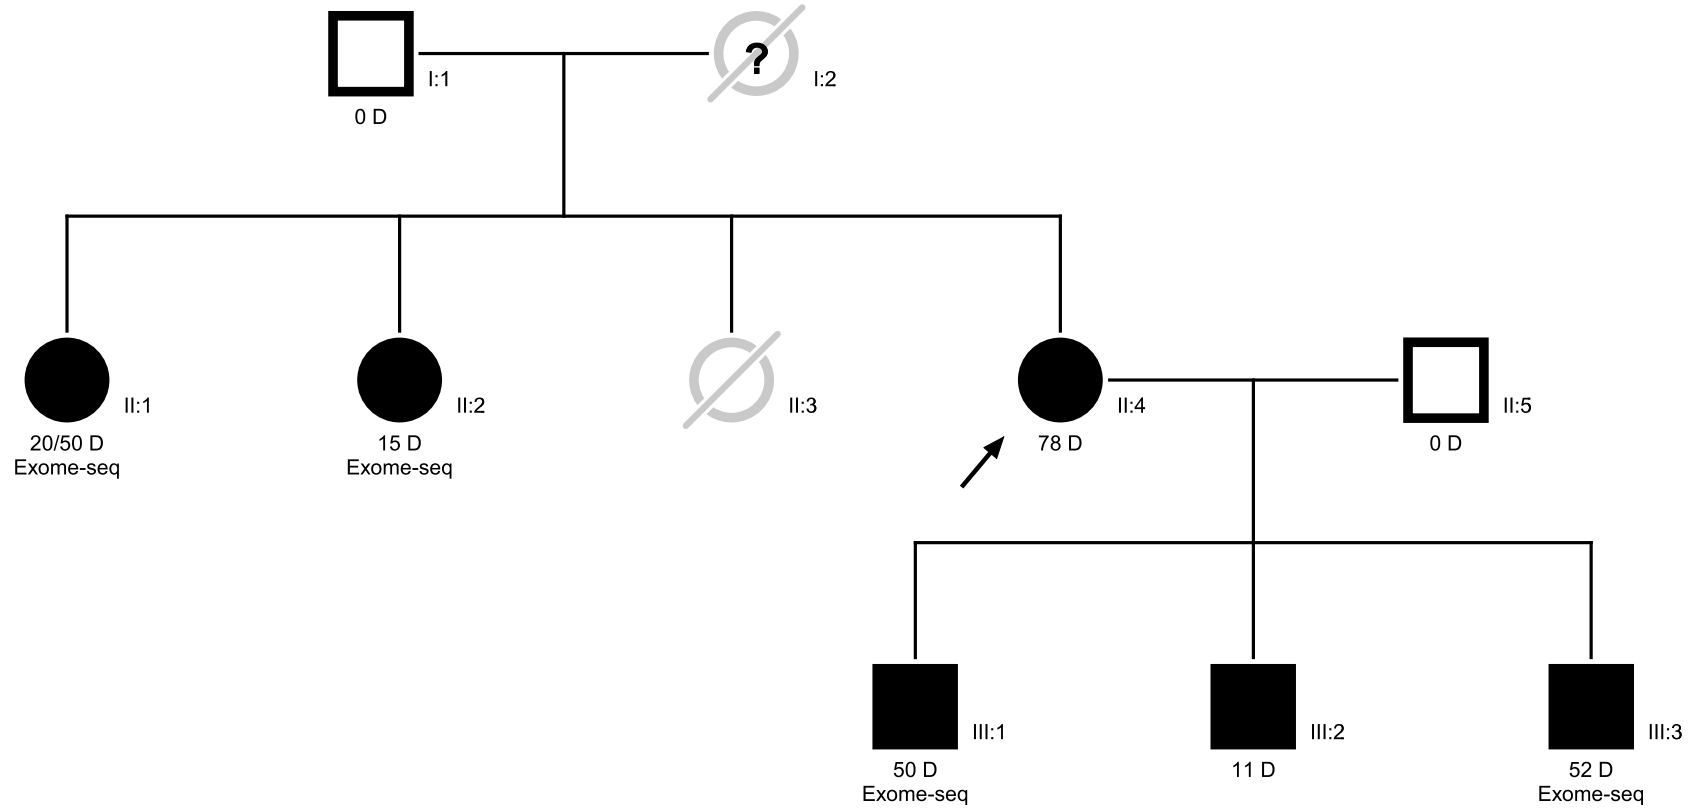 ?
I:1
I:2
0 D
II:1
II:2
II:3
II:4
II:5
20/50 D
Exome-seq
15 D
Exome-seq
78 D
0 D
III:1
III:2
III:3
50 D
Exome-seq
11 D
52 D
Exome-seq